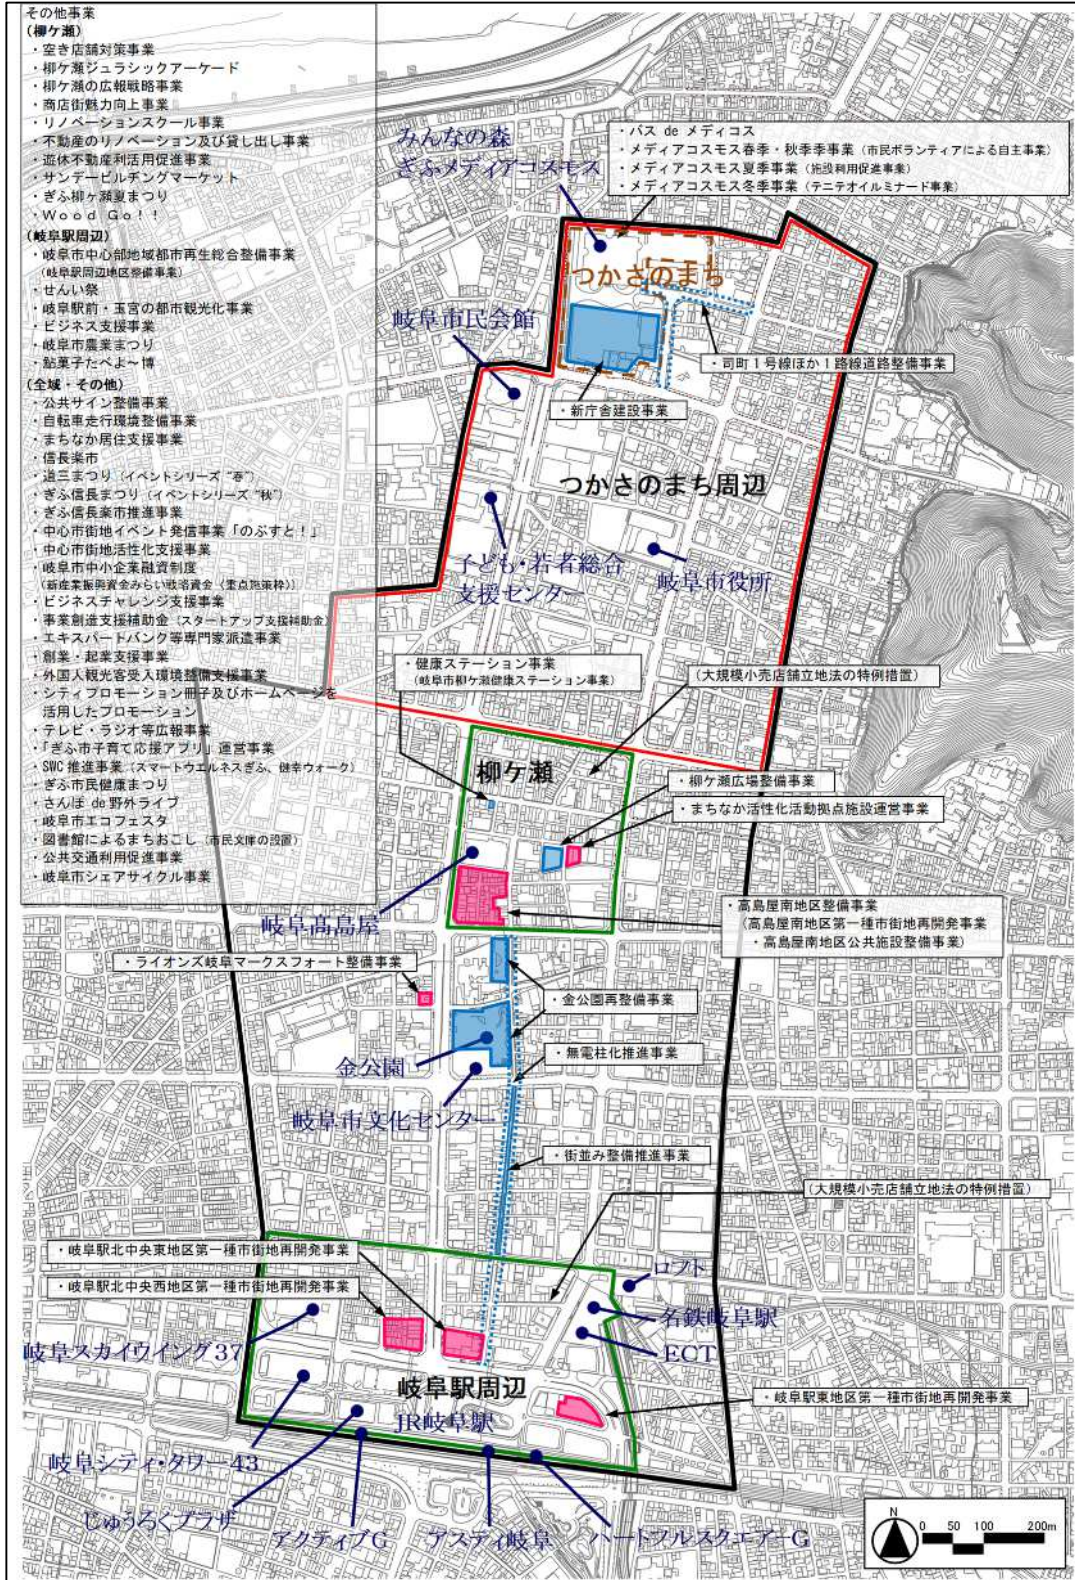 その他事業
(柳ケ瀬)
・空き店舗対策事業
・柳ケ瀬ジュラシックアーケード
・柳ケ瀬の広報戦略事業
・商店街魅力向上事業
・リノベーションスクール事業
・不動産のリノベーション及び貸し出し事業
・遊休不動産利活用促進事業
・サンデービルヂングマーケット
・ぎふ柳ヶ瀬夏まつり
・Wood Go!!
(岐阜駅周辺)
・岐阜市中心部地域都市再生総合整備事業
(岐阜駅周辺地区整備事業)
・せんい祭
・岐阜駅前・玉宮の都市観光化事業
・ビジネス支援事業
・岐阜市農業まつり
・鮎菓子たべよ～博
(全域・その他)
・公共サイン整備事業
・自転車走行環境整備事業
・まちなか居住支援事業
・信長楽市
・道三まつり(イベントシリーズ“春”)
・ぎふ信長まつり(イベントシリーズ“秋”)
・ぎふ信長楽市推進事業
・中心市街地イベント発信事業「のぶすと!」
・中心市街地活性化支援事業
・岐阜市中小企業融資制度
(新産業振興資金みらい戦略資金(重点施策枠))
・ビジネスチャレンジ支援事業
・事業創造支援補助金(スタートアップ支援補助金)
・エキスパートバンク等専門家派遣事業
・創業・起業支援事業
・外国人観光客受入環境整備支援事業
・シティプロモーション冊子及びホームページを
活用したプロモーション
・テレビ・ラジオ等広報事業
・「ぎふ市子育て応援アプリ」運営事業
・SWC推進事業(スマートウエルネスぎふ、健幸ウォーク)
・ぎふ市民健康まつり
・さんぽde野外ライブ
・岐阜市エコフェスタ
・図書館によるまちおこし(市民文庫の設置)
・公共交通利用促進事業
・岐阜市シェアサイクル事業
みんなの森
ぎふメディアコスモス
・バス de メディコス
・メディアコスモス春季・秋季季事業(市民ボランティアによる自主事業)
・メディアコスモス夏季事業(施設利用促進事業)
・メディアコスモス冬季事業(テニテオイルミナード事業)
つかさのまち
岐阜市民会館
・司町1号線ほか1路線道路整備事業
・新庁舎建設事業
つかさのまち周辺
子ども・若者総合
支援センター
岐阜市役所
・健康ステーション事業
(岐阜市柳ケ瀬健康ステーション事業)
(大規模小売店舗立地法の特例措置)
柳ケ瀬
・柳ケ瀬広場整備事業
・まちなか活性化活動拠点施設運営事業
・高島屋南地区整備事業
(高島屋南地区第一種市街地再開発事業
・高島屋南地区公共施設整備事業)
岐阜髙島屋
・ライオンズ岐阜マークスフォート整備事業
・金公園再整備事業
・無電柱化推進事業
金公園
岐阜市文化センター
・街並み整備推進事業
(大規模小売店舗立地法の特例措置)
・岐阜駅北中央東地区第一種市街地再開発事業
・岐阜駅北中央西地区第一種市街地再開発事業
ロフト
名鉄岐阜駅
ECT
岐阜スカイウイング37
岐阜駅周辺
・岐阜駅東地区第一種市街地再開発事業
JR岐阜駅
岐阜シティ・タワー43
じゅうろくプラザ
アクティブG
アスティ岐阜
ハートフルスクエアーG
N
0 50 100 200m